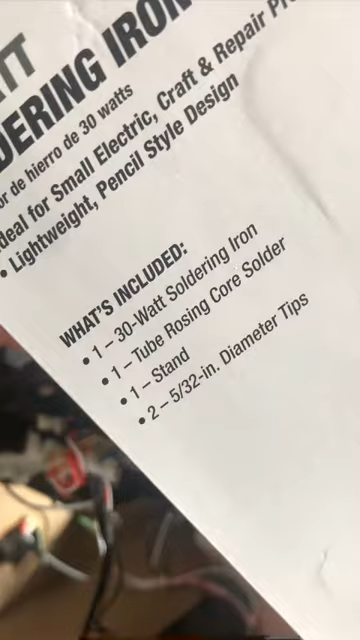 DERING IRON
or de hierro de 30 watts
deal for Small Electric, Craft & Repair
• Lightweight, Pencil Style Design
WHAT'S INCLUDED:
• 1 – 30-Watt Soldering Iron
• 1 – Tube Rosing Core Solder
• 1 – Stand
• 2 – 5/32-in. Diameter Tips